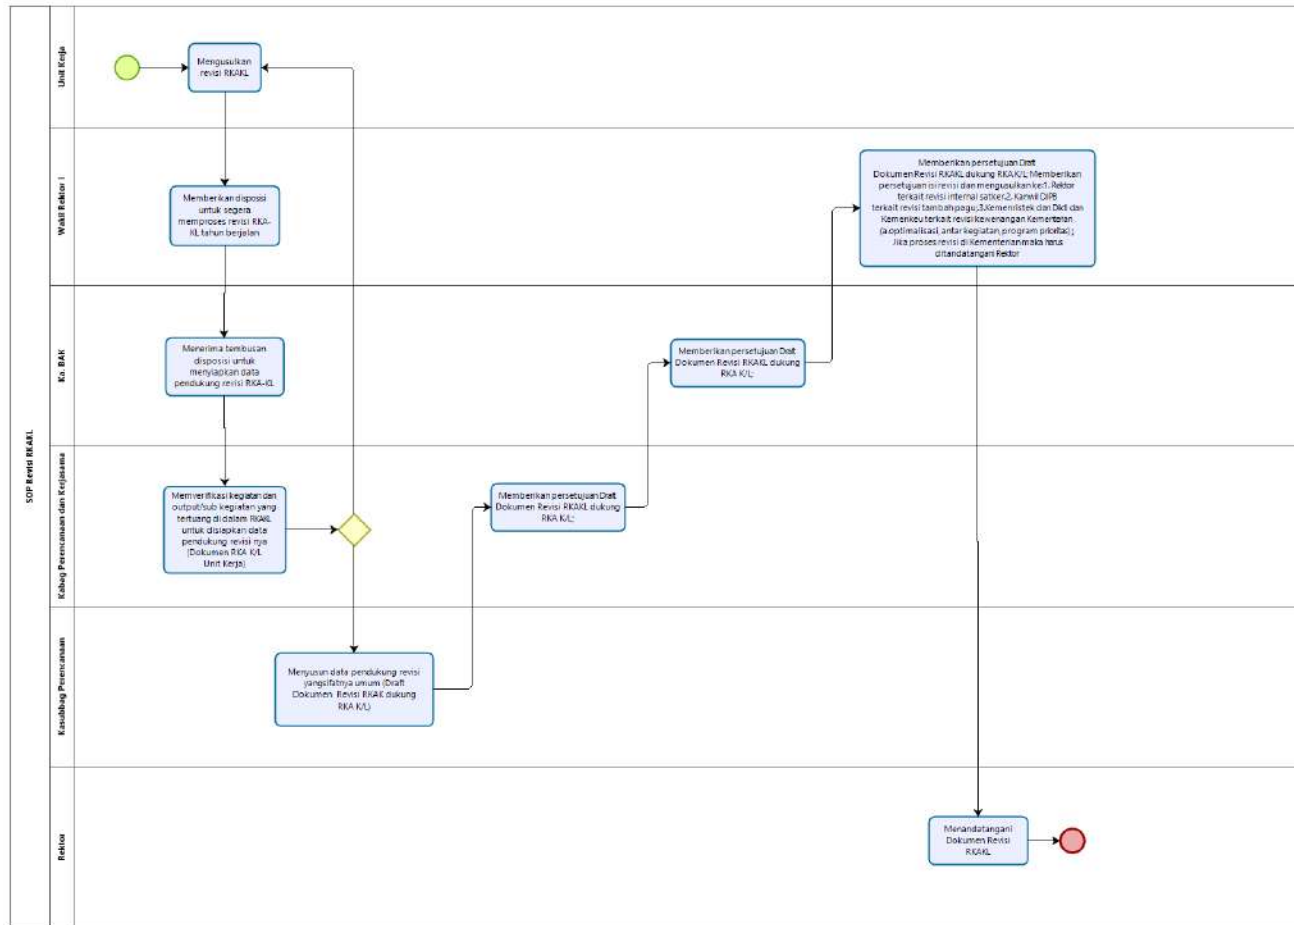 SOP Revisi RKAKL
Unit Kerja
Mengusulkan
revisi RKAKL
Wakil Rektor I
Memberikan disposisi
untuk segera
memproses revisi RKA-
KL tahun berjalan
Memberikan persetujuan Draft
Dokumen Revisi RKAKL dukung RKA K/L; Memberikan
persetujuan isi revisi dan mengusulkan ke:1. Rektor
terkait revisi internal satker.2. Kanwil DJPB
terkait revisi tambah pagu;3.Kemenristek dan Dikti dan
Kemenkeu terkait revisi kewenangan Kementerian
(a.optimalisasi, antar kegiatan, program prioritas);
Jika proses revisi di Kementerian maka harus
ditandatangani Rektor
Ka. BAK
Menerima tembusan
disposisi untuk
menyiapkan data
pendukung revisi RKA-KL
Memberikan persetujuan Draft
Dokumen Revisi RKAKL dukung
RKA K/L;
Kabag Perencanaan dan Kerjasama
Memverifikasi kegiatan dan
output/sub kegiatan yang
tertuang di dalam RKAKL
untuk disiapkan data
pendukung revisi nya
(Dokumen RKA K/L
Unit Kerja)
Memberikan persetujuan Draft
Dokumen Revisi RKAKL dukung
RKA K/L;
Kasubbag Perencanaan
Menyusun data pendukung revisi
yangsifatnya umum (Draft
Dokumen Revisi RKAK dukung
RKA K/L)
Rektor
Menandatangani
Dokumen Revisi
RKAKL